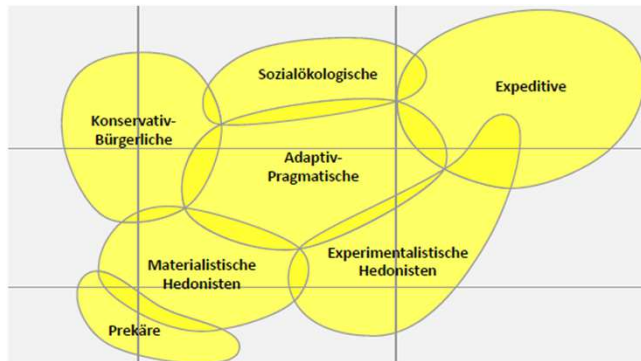 Sozialökologische
Expeditive
Konservativ-
Bürgerliche
Adaptiv-
Pragmatische
Experimentalistische
Hedonisten
Materialistische
Hedonisten
Prekäre